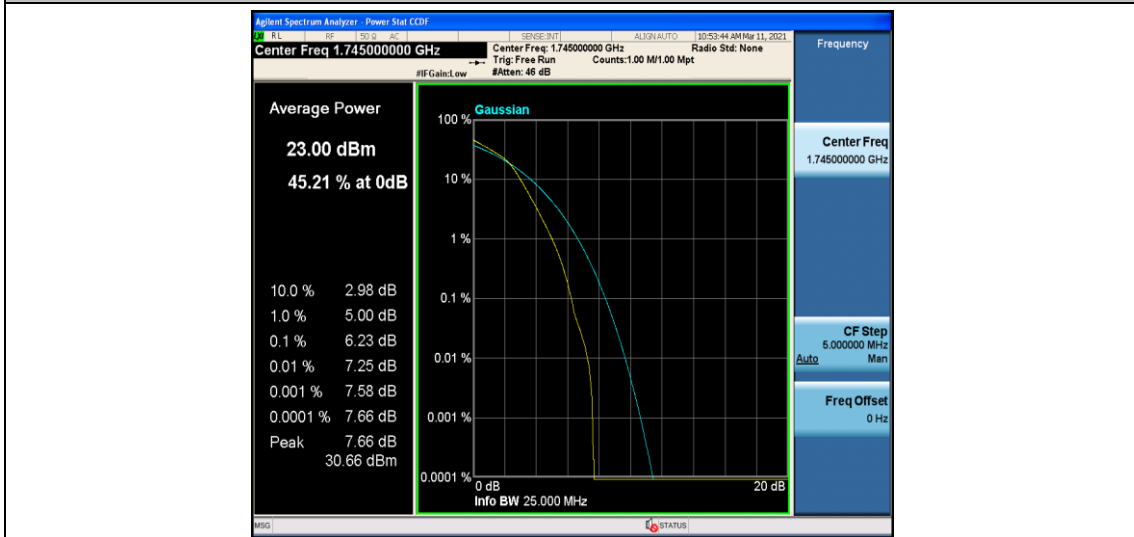 Agilent Spectrum Analyzer - Power Stat CCDF
RL RF 50 Ω AC SENSE:INT ALIGN AUTO 10:53:44 AM Mar 11, 2021
Center Freq 1.745000000 GHz
Center Freq: 1.745000000 GHz Radio Std: None
Trig: Free Run Counts:1.00 M/1.00 Mpt
#IFGain:Low #Atten: 46 dB
Average Power
23.00 dBm
45.21 % at 0dB
10.0 % 2.98 dB
1.0 % 5.00 dB
0.1 % 6.23 dB
0.01 % 7.25 dB
0.001 % 7.58 dB
0.0001 % 7.66 dB
Peak 7.66 dB
30.66 dBm
Gaussian
100 %
10 %
1 %
0.1 %
0.01 %
0.001 %
0.0001 %
0 dB 20 dB
Info BW 25.000 MHz
Frequency
Center Freq
1.745000000 GHz
CF Step
5.000000 MHz
Auto Man
Freq Offset
0 Hz
MSG STATUS